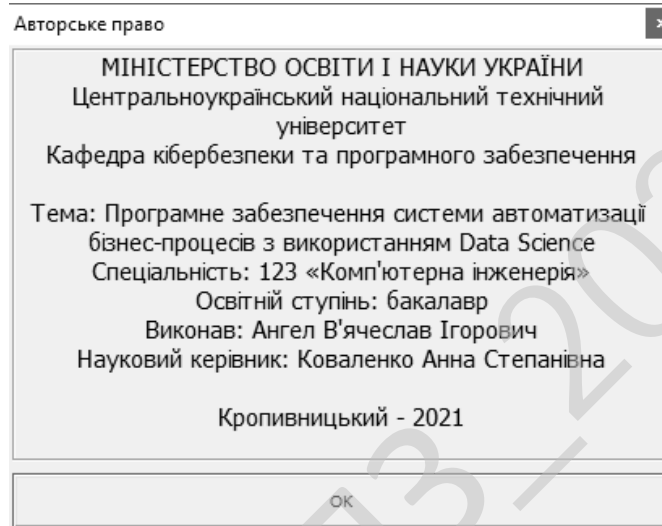 Авторське право
МІНІСТЕРСТВО ОСВІТИ І НАУКИ УКРАЇНИ
Центральноукраїнський національний технічний
університет
Кафедра кібербезпеки та програмного забезпечення
Тема: Програмне забезпечення системи автоматизації
бізнес-процесів з використанням Data Science
Спеціальність: 123 «Комп'ютерна інженерія»
Освітній ступінь: бакалавр
Виконав: Ангел В'ячеслав Ігорович
Науковий керівник: Коваленко Анна Степанівна
Кропивницький - 2021
ОК